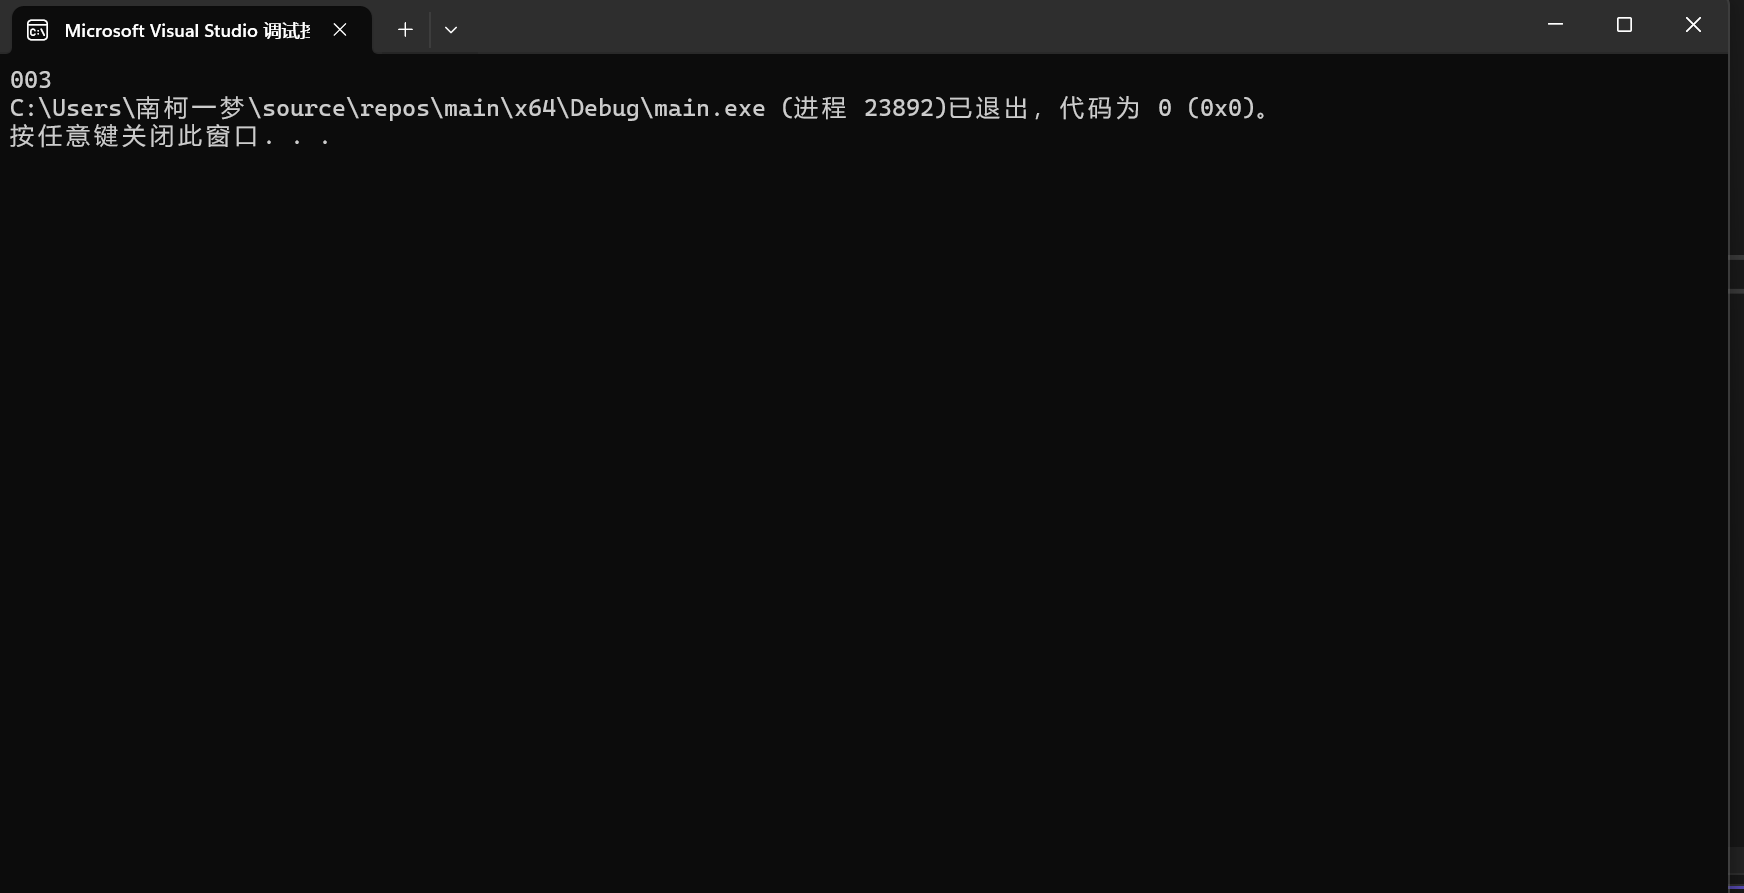 Microsoft Visual Studio 调试
003
C:\Users\南柯一梦\source\repos\main\x64\Debug\main.exe (进程 23892)已退出，代码为 0 (0x0)。
按任意键关闭此窗口. . .